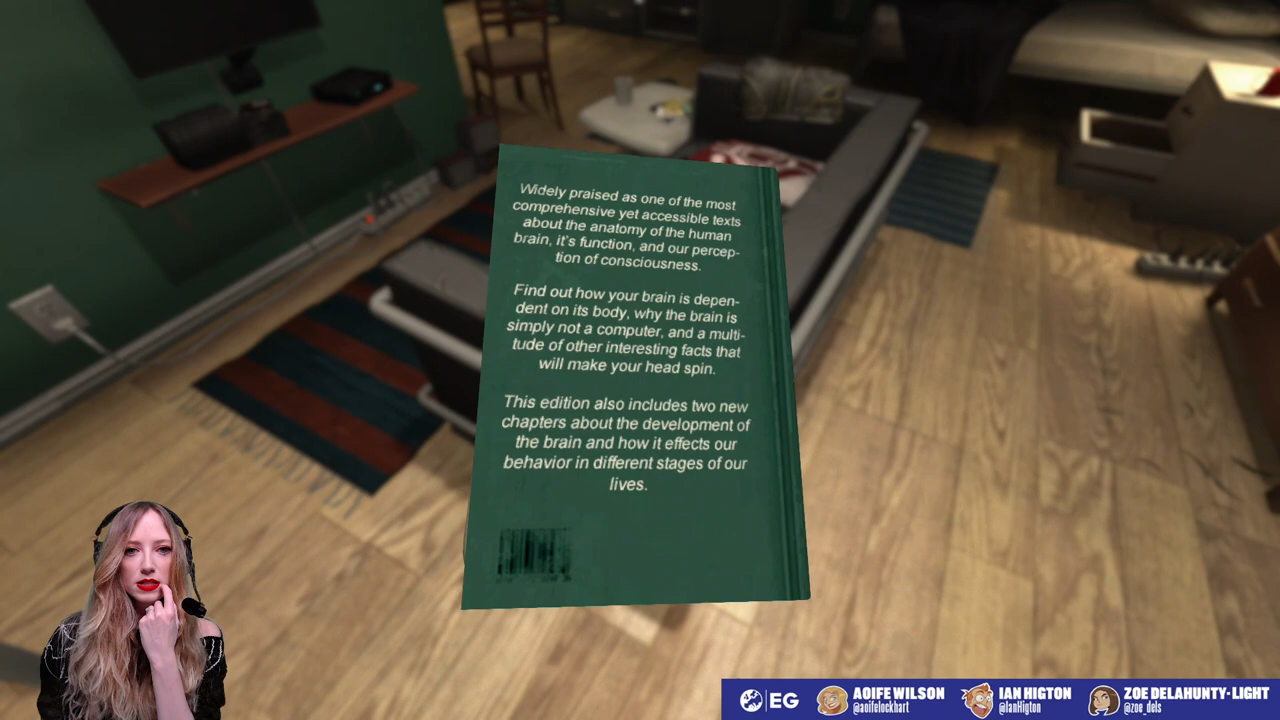 Widely praised as one of the most
comprehensive yet accessible texts
about the anatomy of the human
brain, it's function, and our percep-
tion of consciousness.
Find out how your brain is depen-
dent on its body, why the brain is
simply not a computer, and a multi-
tude of other interesting facts that
will make your head spin.
This edition also includes two new
chapters about the development of
the brain and how it effects our
behavior in different stages of our
lives.
EG
AOIFE WILSON
@aoifelockhart
IAN HIGTON
@IanHigton
ZOE DELAHUNTY-LIGHT
@zoe_dels